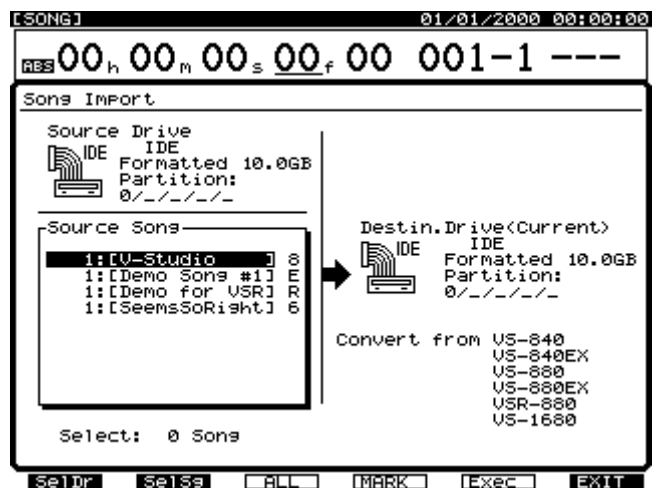 [SONG] 01/01/2000 00:00:00
ABS 00h 00m 00s 00f 00 001-1 ---
Song Import
Source Drive
IDE
IDE
Formatted 10.0GB
Partition:
0/_/_/_/_
Source Song
1:[V-Studio ] 8
1:[Demo Song #1] E
1:[Demo for VSR] R
1:[SeemsSoRight] 6
Select: 0 Song
Destin.Drive(Current)
IDE
IDE
Formatted 10.0GB
Partition:
0/_/_/_/_
Convert from VS-840
VS-840EX
VS-880
VS-880EX
VSR-880
VS-1680
SelDr SelSg ALL MARK Exec EXIT